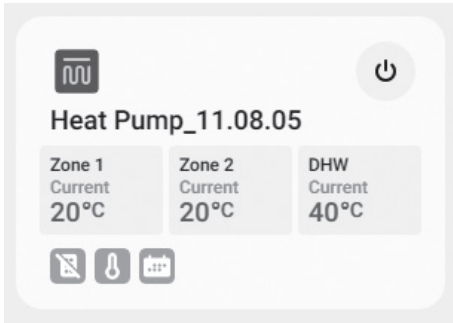 Heat Pump_11.08.05
Zone 1
Current
20°C
Zone 2
Current
20°C
DHW
Current
40°C